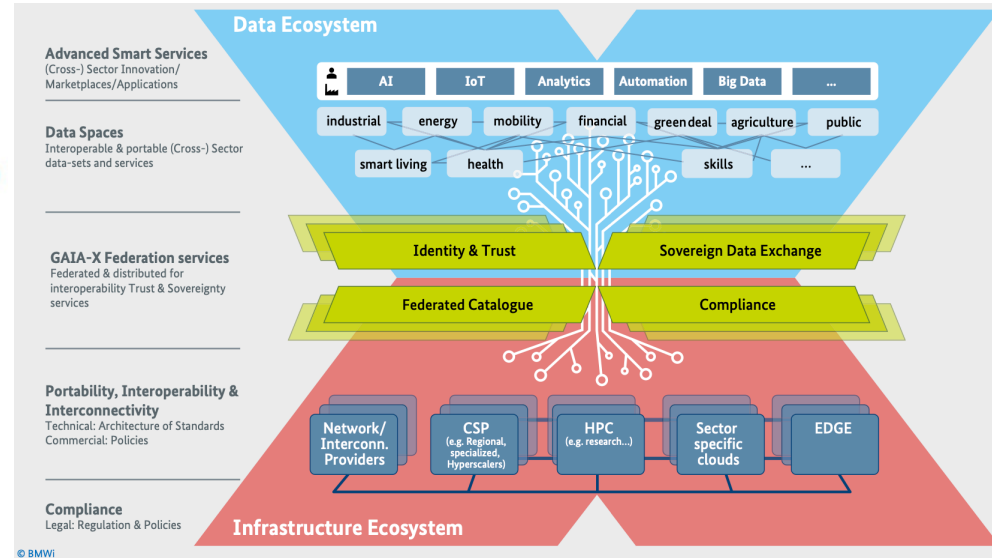 Data Ecosystem
Advanced Smart Services
(Cross-) Sector Innovation/
Marketplaces/Applications
AI
IoT
Analytics
Automation
Big Data
...
Data Spaces
Interoperable & portable (Cross-) Sector
data-sets and services
industrial
energy
mobility
financial
green deal
agriculture
public
smart living
health
skills
...
GAIA-X Federation services
Federated & distributed for
interoperability Trust & Sovereignty
services
Identity & Trust
Sovereign Data Exchange
Federated Catalogue
Compliance
Portability, Interoperability &
Interconnectivity
Technical: Architecture of Standards
Commercial: Policies
Network/
Interconn.
Providers
CSP
(e.g. Regional,
specialized,
Hyperscalers)
HPC
(e.g. research...)
Sector
specific
clouds
EDGE
Compliance
Legal: Regulation & Policies
Infrastructure Ecosystem
© BMWi